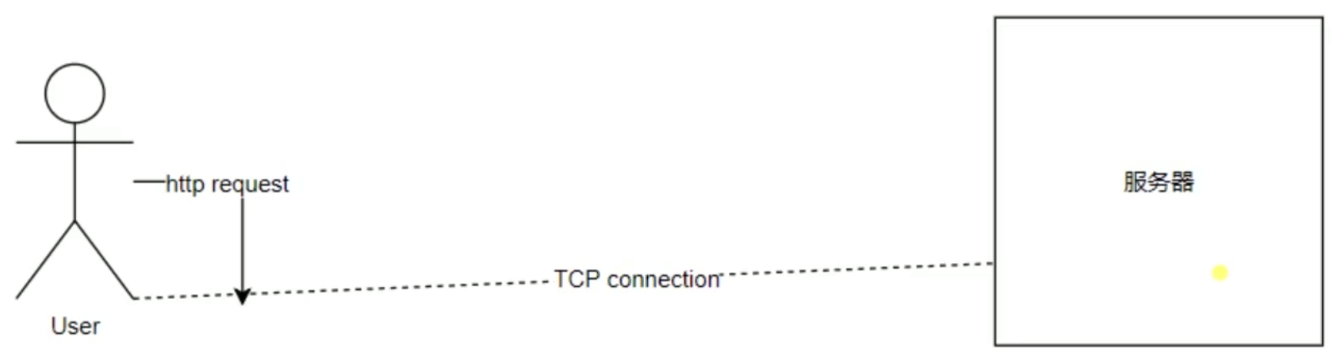 http request
服务器
TCP connection
User